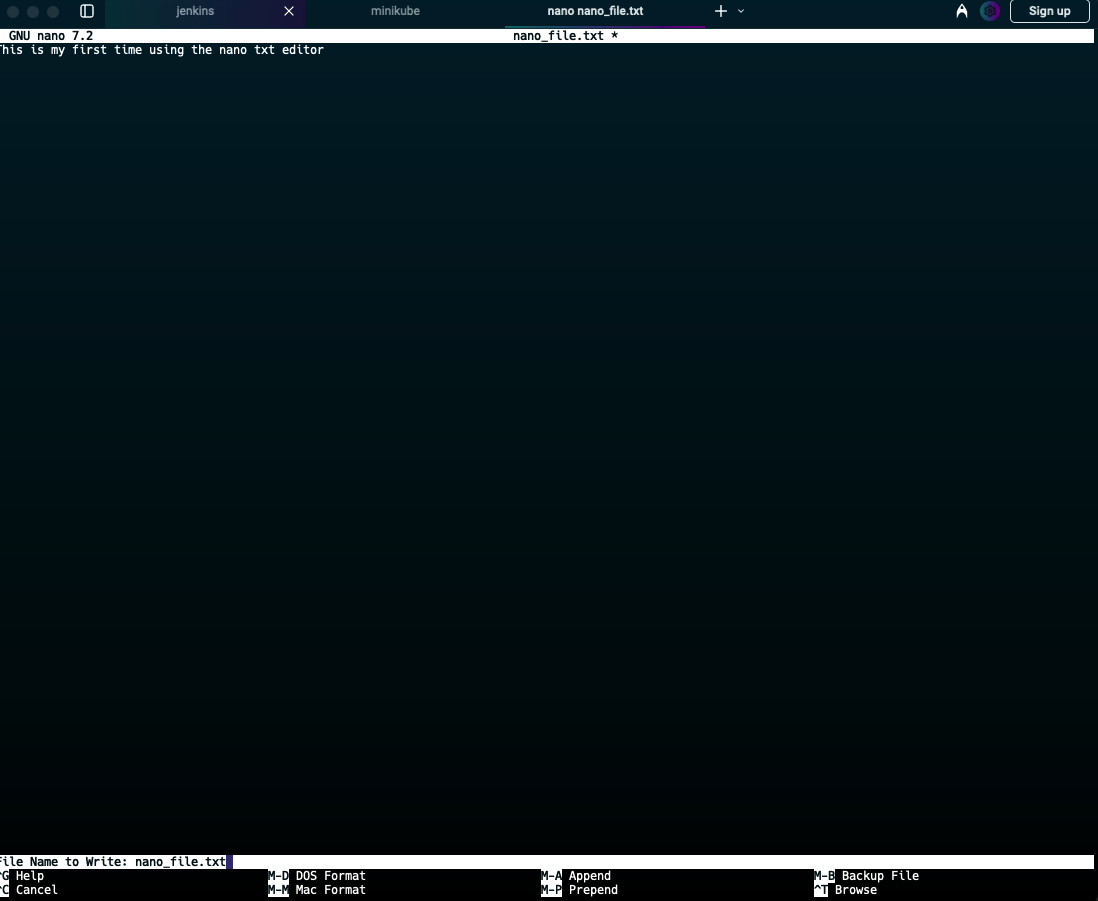 jenkins
minikube
nano nano_file.txt
Sign up
GNU nano 7.2 nano_file.txt *
This is my first time using the nano txt editor
File Name to Write: nano_file.txt
^G Help M-D DOS Format M-A Append M-B Backup File
^C Cancel M-M Mac Format M-P Prepend ^T Browse